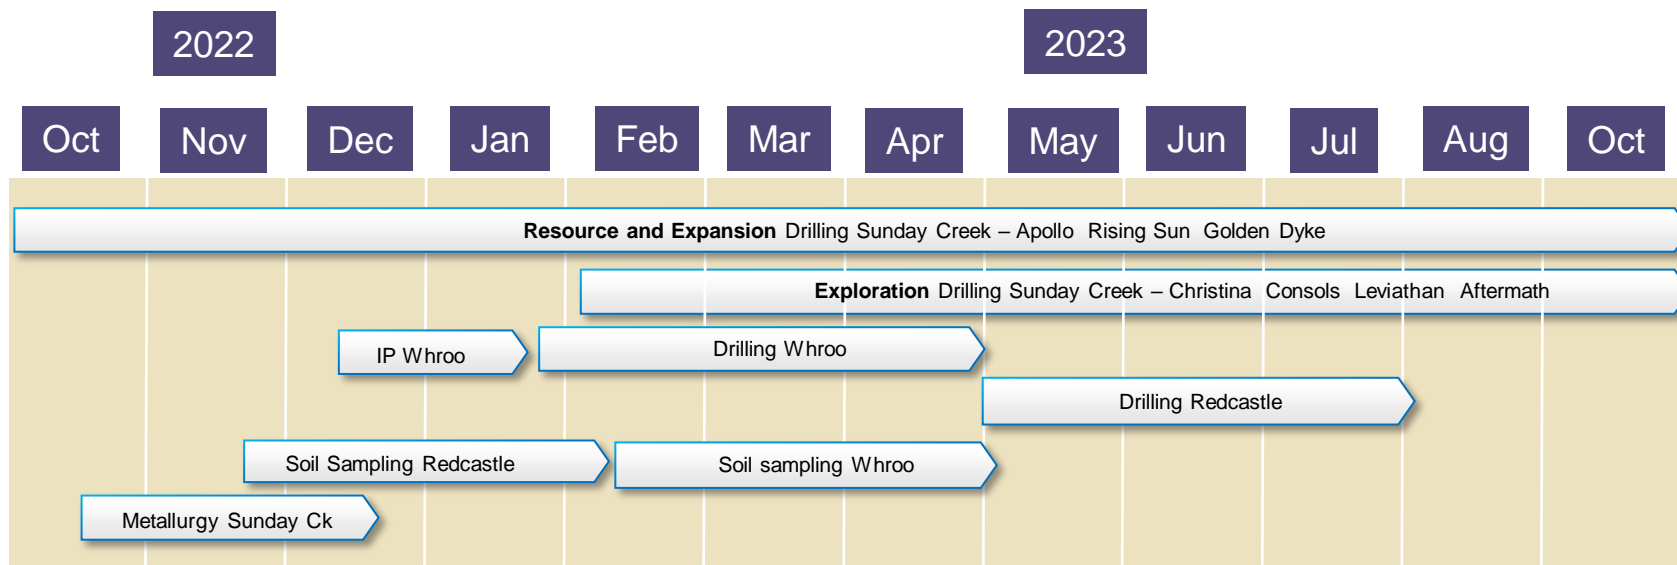 2022
2023
Oct
Nov
Dec
Jan
Feb
Mar
Apr
May
Jun
Jul
Aug
Oct
Resource and Expansion Drilling Sunday Creek – Apollo Rising Sun Golden Dyke
Exploration Drilling Sunday Creek – Christina Consols Leviathan Aftermath
IP Whroo
Drilling Whroo
Drilling Redcastle
Soil Sampling Redcastle
Soil sampling Whroo
Metallurgy Sunday Ck